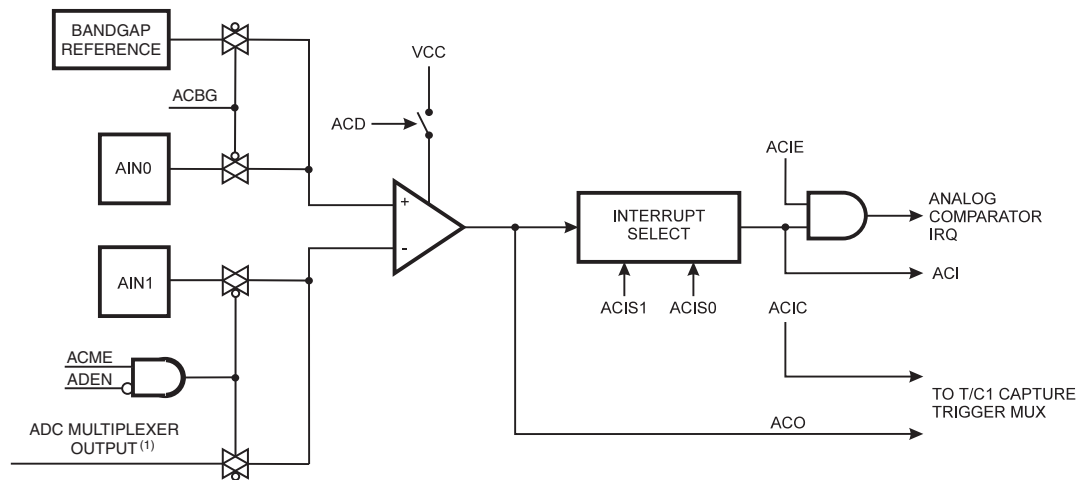 BANDGAP
REFERENCE
ACBG
AIN0
VCC
ACD
+
-
AIN1
ACME
ADEN
ADC MULTIPLEXER
OUTPUT (1)
INTERRUPT
SELECT
ACIS1
ACIS0
ACIE
ANALOG
COMPARATOR
IRQ
ACI
ACIC
TO T/C1 CAPTURE
TRIGGER MUX
ACO